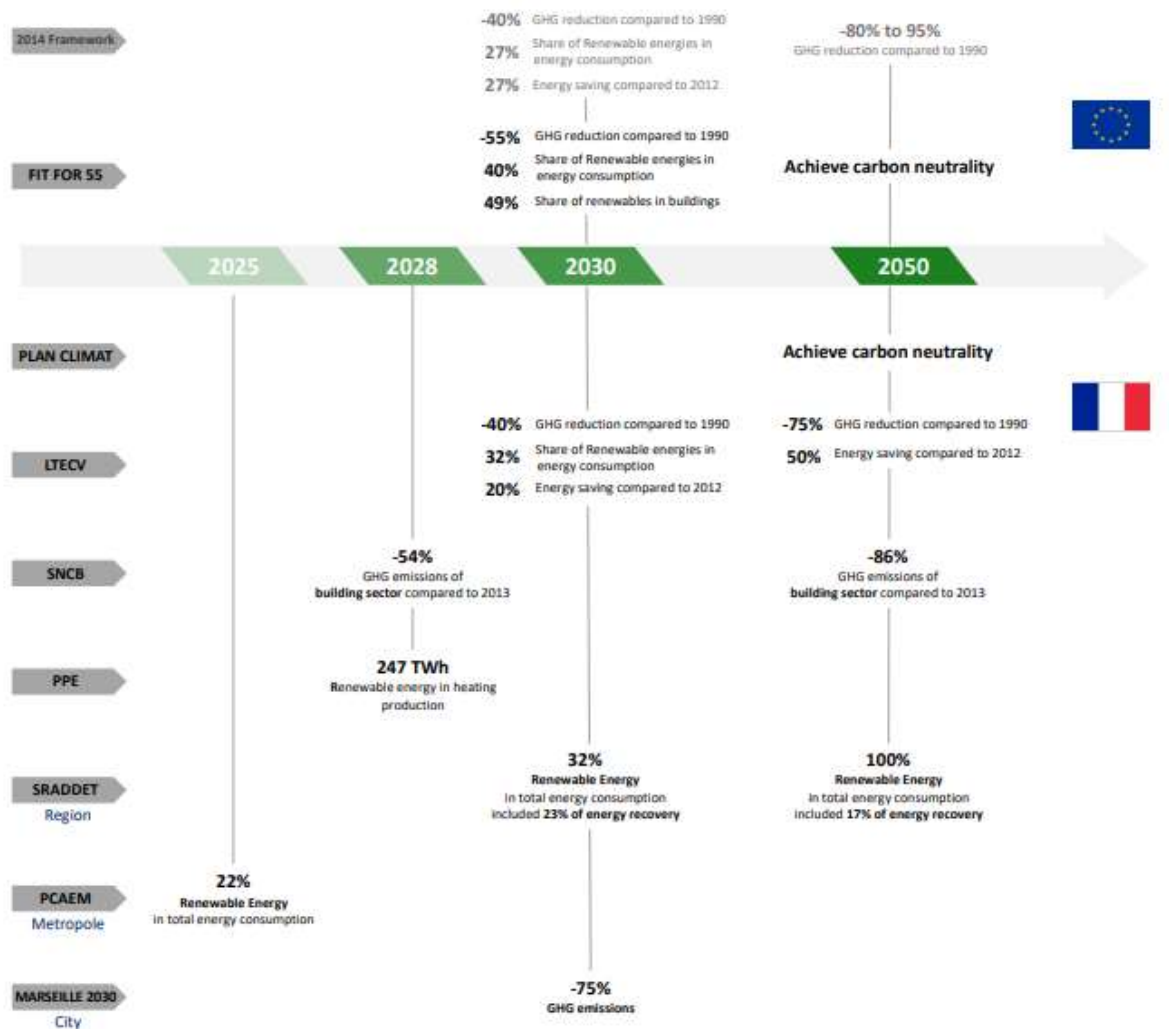 2014 Framework
-40% GHG reduction compared to 1990
27% Share of Renewable energies in
energy consumption
27% Energy saving compared to 2012
-80% to 95%
GHG reduction compared to 1990
FIT FOR 55
-55% GHG reduction compared to 1990
40% Share of Renewable energies in
energy consumption
49% Share of renewables in buildings
Achieve carbon neutrality
2025
2028
2030
2050
PLAN CLIMAT
Achieve carbon neutrality
LTECV
-40% GHG reduction compared to 1990
32% Share of Renewable energies in
energy consumption
20% Energy saving compared to 2012
-75% GHG reduction compared to 1990
50% Energy saving compared to 2012
SNCB
-54%
GHG emissions of
building sector compared to 2013
-86%
GHG emissions of
building sector compared to 2013
PPE
247 TWh
Renewable energy in heating
production
SRADDET
Region
32%
Renewable Energy
in total energy consumption
included 23% of energy recovery
100%
Renewable Energy
in total energy consumption
included 17% of energy recovery
PCAEM
Metropole
22%
Renewable Energy
in total energy consumption
MARSEILLE 2030
City
-75%
GHG emissions